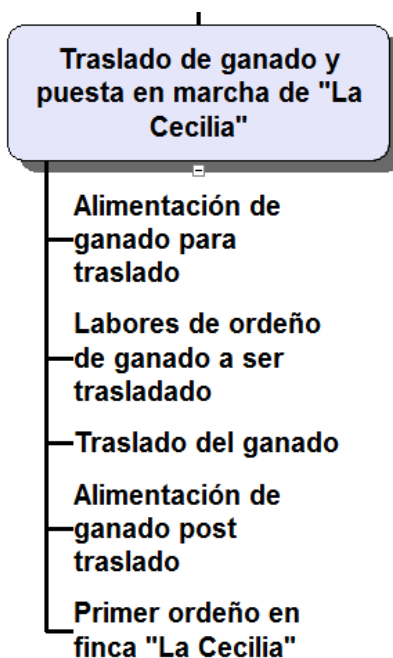 Traslado de ganado y
puesta en marcha de "La
Cecilia"
Alimentación de
ganado para
traslado
Labores de ordeño
de ganado a ser
trasladado
Traslado del ganado
Alimentación de
ganado post
traslado
Primer ordeño en
finca "La Cecilia"